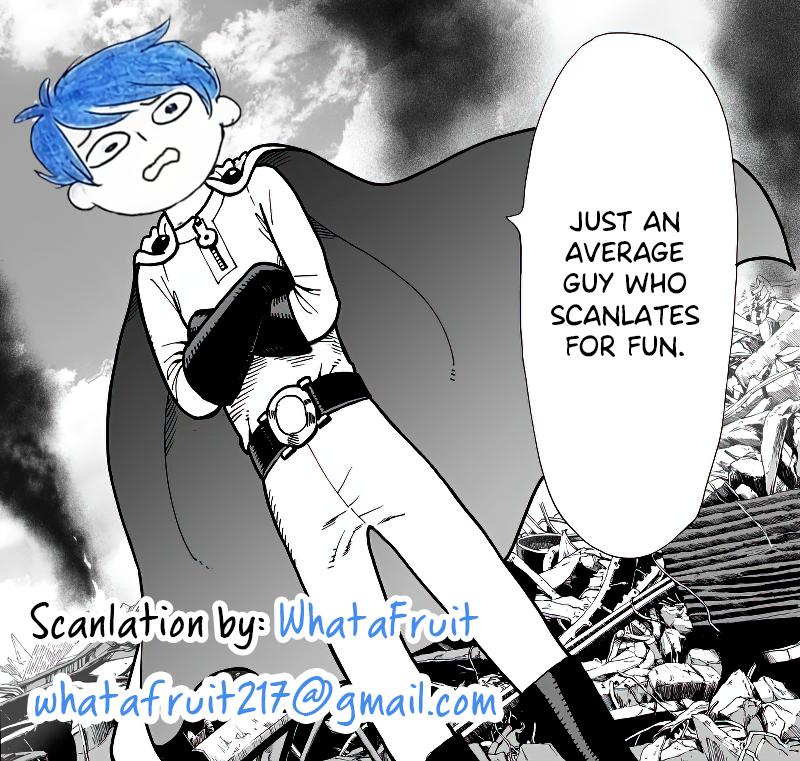 JUST AN
AVERAGE
GUY WHO
SCANLATES
FOR FUN.
Scanlation by: WhataFruit
whatafruit217@gmail.com